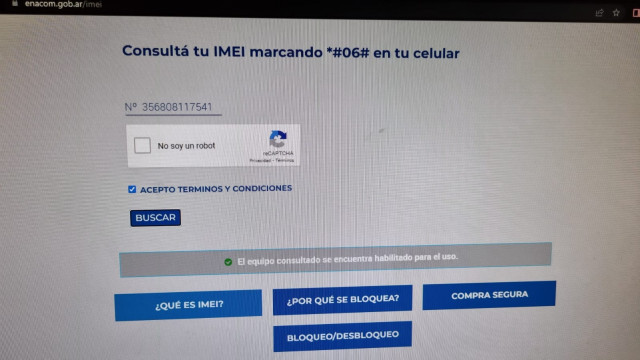 enacom.gob.ar/imei
Consultá tu IMEI marcando *#06# en tu celular
Nº 356808117541
No soy un robot
reCAPTCHA
Privacidad - Términos
ACEPTO TERMINOS Y CONDICIONES
BUSCAR
El equipo consultado se encuentra habilitado para el uso.
¿QUÉ ES IMEI?
¿POR QUÉ SE BLOQUEA?
COMPRA SEGURA
BLOQUEO/DESBLOQUEO